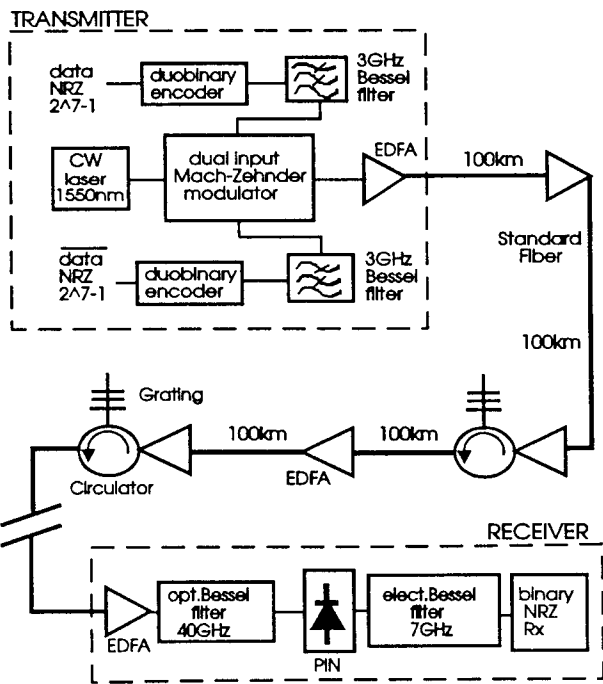 TRANSMITTER
data
NRZ
2^7-1
duobinary
encoder
3GHz
Bessel
filter
CW
laser
1550nm
dual input
Mach-Zehnder
modulator
EDFA
100km
Standard
Fiber
data
NRZ
2^7-1
duobinary
encoder
3GHz
Bessel
filter
100km
Grating
100km
100km
EDFA
Circulator
RECEIVER
EDFA
opt.Bessel
filter
40GHz
PIN
elect.Bessel
filter
7GHz
binary
NRZ
Rx